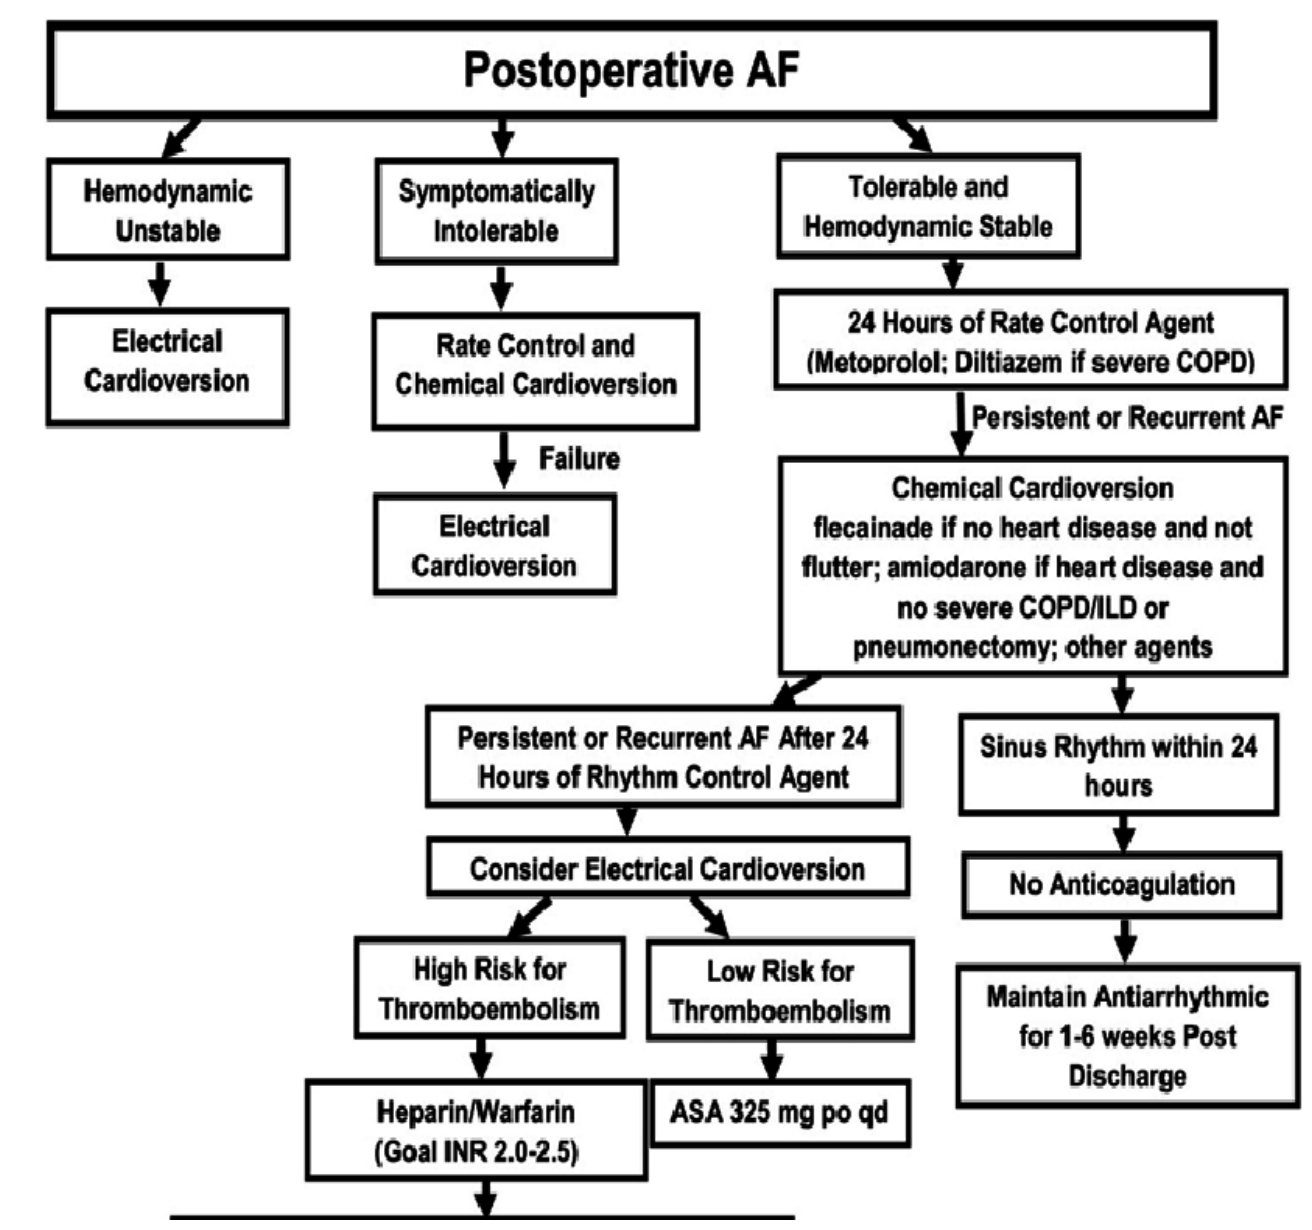 Postoperative AF
Hemodynamic
Unstable
Electrical
Cardioversion
Symptomatically
Intolerable
Rate Control and
Chemical Cardioversion
Failure
Electrical
Cardioversion
Tolerable and
Hemodynamic Stable
24 Hours of Rate Control Agent
(Metoprolol; Diltiazem if severe COPD)
Persistent or Recurrent AF
Chemical Cardioversion
flecainade if no heart disease and not
flutter; amiodarone if heart disease and
no severe COPD/ILD or
pneumonectomy; other agents
Persistent or Recurrent AF After 24
Hours of Rhythm Control Agent
Consider Electrical Cardioversion
High Risk for
Thromboembolism
Heparin/Warfarin
(Goal INR 2.0-2.5)
Low Risk for
Thromboembolism
ASA 325 mg po qd
Sinus Rhythm within 24
hours
No Anticoagulation
Maintain Antiarrhythmic
for 1-6 weeks Post
Discharge